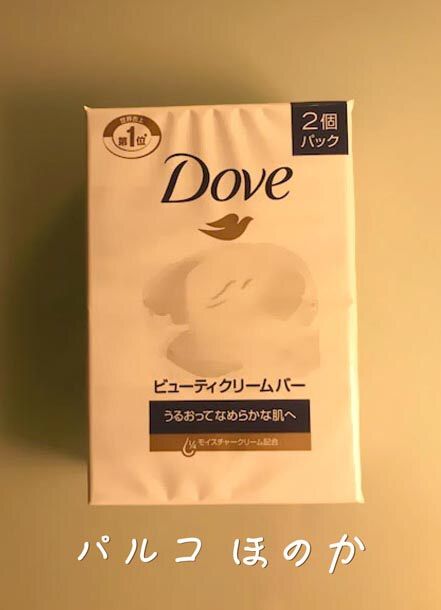 世界売上
第1位
2個
パック
Dove
ビューティクリームバー
うるおってなめらかな肌へ
1/4 モイスチャークリーム配合
パルコ ほのか